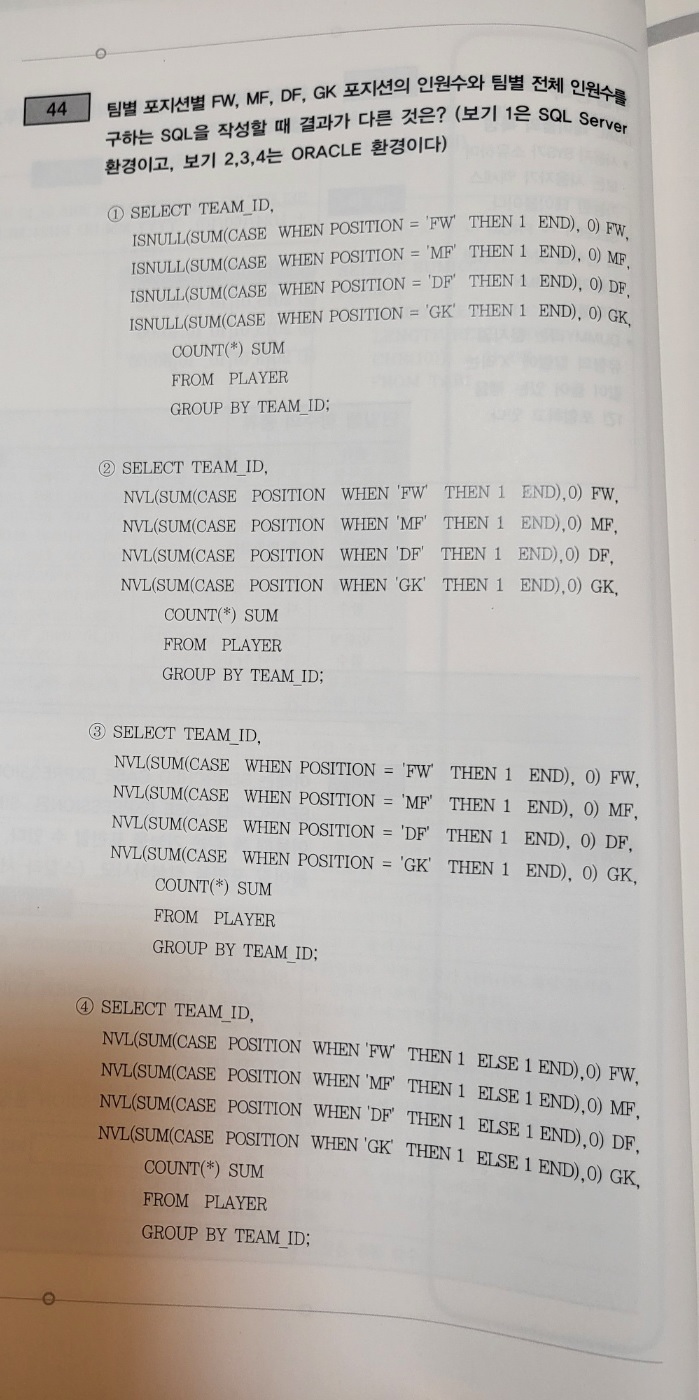 44
팀별 포지션별 FW, MF, DF, GK 포지션의 인원수와 팀별 전체 인원수를
구하는 SQL을 작성할 때 결과가 다른 것은? (보기 1은 SQL Server
환경이고, 보기 2,3,4는 ORACLE 환경이다)
① SELECT TEAM_ID,
ISNULL(SUM(CASE WHEN POSITION = 'FW' THEN 1 END), 0) FW,
ISNULL(SUM(CASE WHEN POSITION = 'MF' THEN 1 END), 0) MF,
ISNULL(SUM(CASE WHEN POSITION = 'DF' THEN 1 END), 0) DF,
ISNULL(SUM(CASE WHEN POSITION = 'GK' THEN 1 END), 0) GK,
COUNT(*) SUM
FROM PLAYER
GROUP BY TEAM_ID;
② SELECT TEAM_ID,
NVL(SUM(CASE POSITION WHEN 'FW' THEN 1 END),0) FW,
NVL(SUM(CASE POSITION WHEN 'MF' THEN 1 END),0) MF,
NVL(SUM(CASE POSITION WHEN 'DF' THEN 1 END),0) DF,
NVL(SUM(CASE POSITION WHEN 'GK' THEN 1 END),0) GK,
COUNT(*) SUM
FROM PLAYER
GROUP BY TEAM_ID;
③ SELECT TEAM_ID,
NVL(SUM(CASE WHEN POSITION = 'FW' THEN 1 END), 0) FW,
NVL(SUM(CASE WHEN POSITION = 'MF' THEN 1 END), 0) MF,
NVL(SUM(CASE WHEN POSITION = 'DF' THEN 1 END), 0) DF,
NVL(SUM(CASE WHEN POSITION = 'GK' THEN 1 END), 0) GK,
COUNT(*) SUM
FROM PLAYER
GROUP BY TEAM_ID;
④ SELECT TEAM_ID,
NVL(SUM(CASE POSITION WHEN 'FW' THEN 1 ELSE 1 END),0) FW,
NVL(SUM(CASE POSITION WHEN 'MF' THEN 1 ELSE 1 END),0) MF,
NVL(SUM(CASE POSITION WHEN 'DF' THEN 1 ELSE 1 END),0) DF,
NVL(SUM(CASE POSITION WHEN 'GK' THEN 1 ELSE 1 END),0) GK,
COUNT(*) SUM
FROM PLAYER
GROUP BY TEAM_ID;